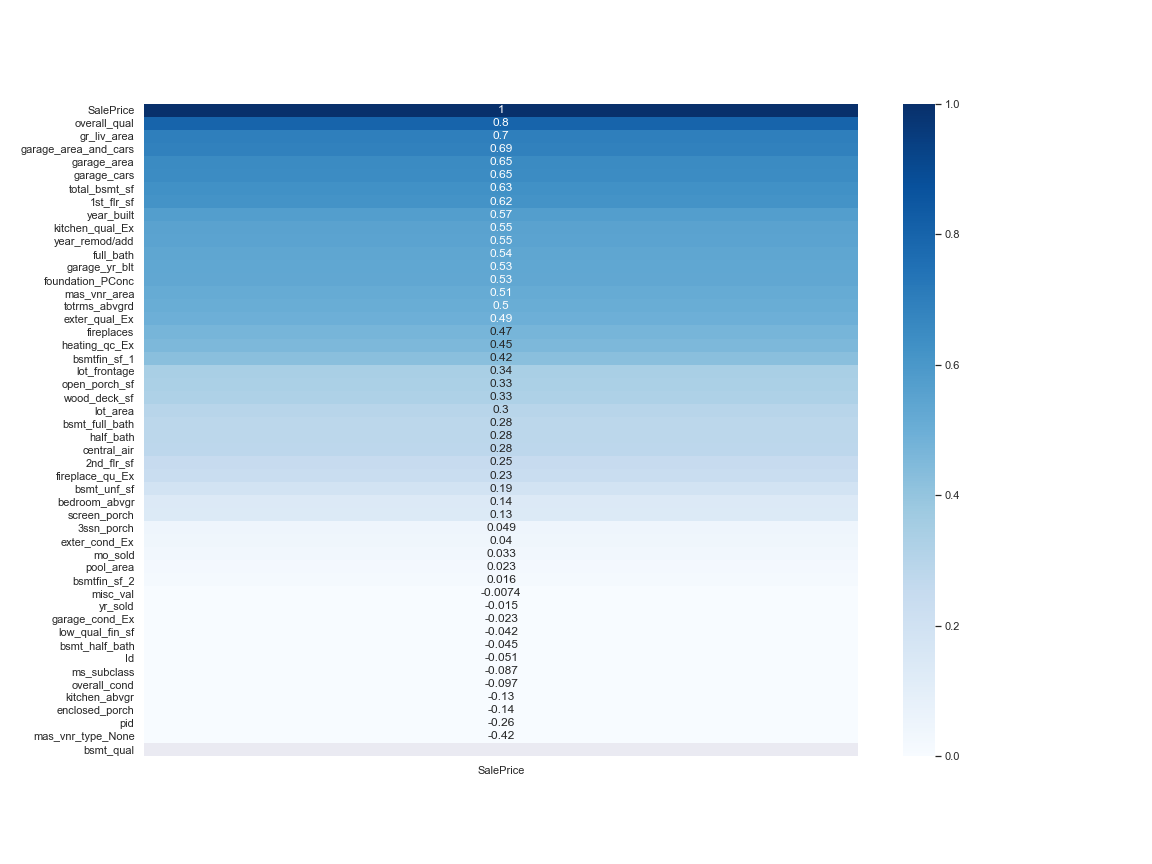 SalePrice 1
overall_qual 0.8
gr_liv_area 0.7
garage_area_and_cars 0.69
garage_area 0.65
garage_cars 0.65
total_bsmt_sf 0.63
1st_flr_sf 0.62
year_built 0.57
kitchen_qual_Ex 0.55
year_remod/add 0.55
full_bath 0.54
garage_yr_blt 0.53
foundation_PConc 0.53
mas_vnr_area 0.51
totrms_abvgrd 0.5
exter_qual_Ex 0.49
fireplaces 0.47
heating_qc_Ex 0.45
bsmtfin_sf_1 0.42
lot_frontage 0.34
open_porch_sf 0.33
wood_deck_sf 0.33
lot_area 0.3
bsmt_full_bath 0.28
half_bath 0.28
central_air 0.28
2nd_flr_sf 0.25
fireplace_qu_Ex 0.23
bsmt_unf_sf 0.19
bedroom_abvgr 0.14
screen_porch 0.13
3ssn_porch 0.049
exter_cond_Ex 0.04
mo_sold 0.033
pool_area 0.023
bsmtfin_sf_2 0.016
misc_val -0.0074
yr_sold -0.015
garage_cond_Ex -0.023
low_qual_fin_sf -0.042
bsmt_half_bath -0.045
Id -0.051
ms_subclass -0.087
overall_cond -0.097
kitchen_abvgr -0.13
enclosed_porch -0.14
pid -0.26
mas_vnr_type_None -0.42
bsmt_qual
SalePrice
1.0
0.8
0.6
0.4
0.2
0.0